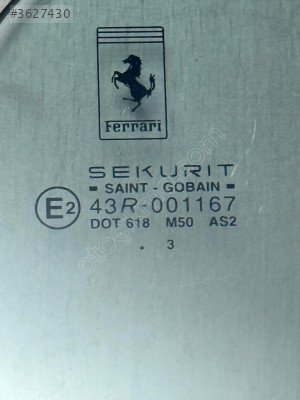 #3627430
Ferrari
SEKURIT
= SAINT - GOBAIN =
E2 43R-001167
DOT 618 M50 AS2
. 3